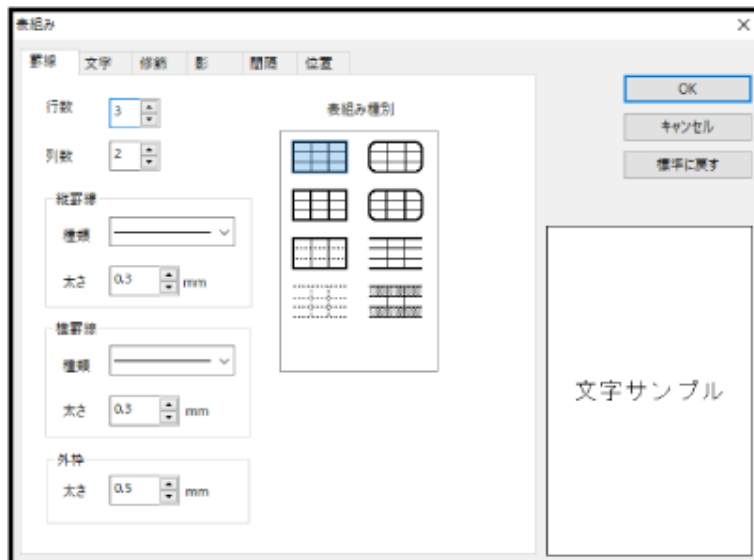 表組み
罫線 文字 修飾 影 間隔 位置
行数 3
列数 2
縦罫線
種類
太さ 0.3 mm
横罫線
種類
太さ 0.3 mm
外枠
太さ 0.5 mm
表組み種別
OK
キャンセル
標準に戻す
文字サンプル